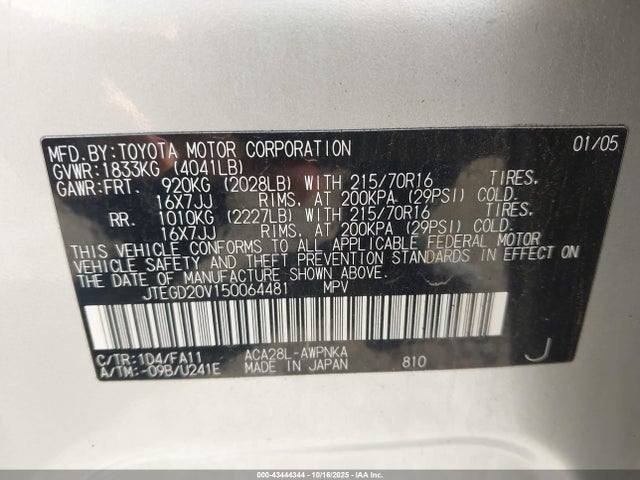 MFD.BY:TOYOTA MOTOR CORPORATION 01/05
GVWR:1833KG (4041LB)
GAWR:FRT. 920KG (2028LB) WITH 215/70R16 TIRES,
16X7JJ RIMS, AT 200KPA (29PSI) COLD.
RR. 1010KG (2227LB) WITH 215/70R16 TIRES,
16X7JJ RIMS, AT 200KPA (29PSI) COLD.
THIS VEHICLE CONFORMS TO ALL APPLICABLE FEDERAL MOTOR
VEHICLE SAFETY AND THEFT PREVENTION STANDARDS IN EFFECT ON
THE DATE OF MANUFACTURE SHOWN ABOVE.
JTEGD20V150064481 MPV
C/TR:1D4/FA11 ACA28L-AWPNKA
A/TM:-09B/U241E MADE IN JAPAN 810 J
000-43444344 - 10/16/2025 - IAA Inc.